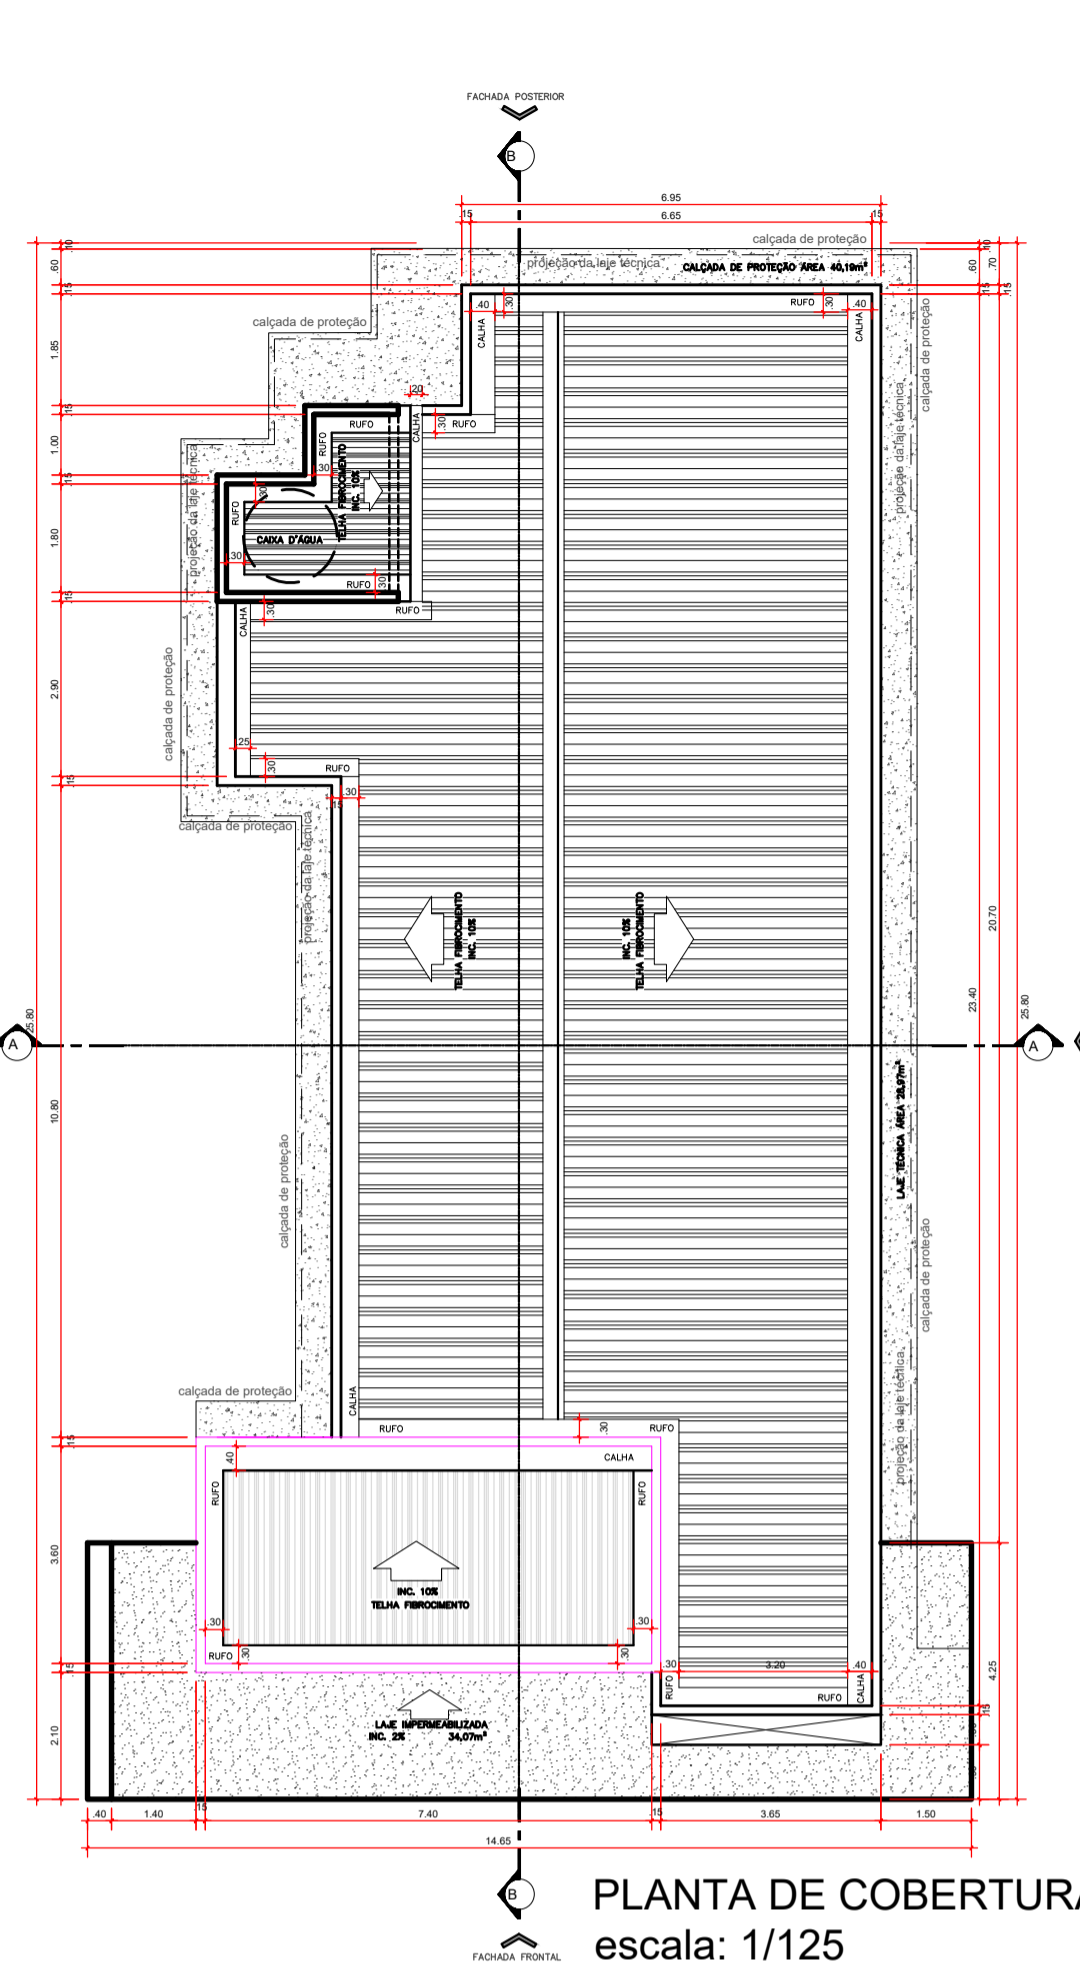 FACHADA POSTERIOR
B
6.95
.15
6.65
.15
calçada de proteção
projeção da laje técnica
CALÇADA DE PROTEÇÃO ÁREA 40,19m²
.10
.60
.15
.10
.60
.70
.15
.15
.40
.30
RUFO
.30
.40
CALHA
CALHA
calçada de proteção
calçada de proteção
1.85
.20
.15
RUFO
CALHA
.30
RUFO
projeção da laje técnica
1.00
RUFO
.30
TELHA FIBROCIMENTO
INC. 10%
.15
projeção da laje técnica
.30
RUFO
CAIXA D'ÁGUA
1.80
.30
RUFO
.30
.15
CALHA
.30
RUFO
calçada de proteção
2.90
.25
.30
RUFO
.15
.15
.30
calçada de proteção
projeção da laje técnica
TELHA FIBROCIMENTO
INC. 10%
INC. 10%
TELHA FIBROCIMENTO
20.70
23.40
25.80
25.80
A
A
10.80
LAJE TÉCNICA ÁREA 28,97m²
calçada de proteção
calçada de proteção
projeção da laje técnica
calçada de proteção
CALHA
RUFO
.30
RUFO
.15
.40
CALHA
RUFO
RUFO
3.60
INC. 10%
TELHA FIBROCIMENTO
.30
.30
RUFO
.30
.30
.15
.30
3.20
.40
RUFO
RUFO
CALHA
4.25
.15
2.10
LAJE IMPERMEABILIZADA
INC. 2% 34,07m²
.40
1.40
.15
7.40
.15
3.65
1.50
14.65
B
FACHADA FRONTAL
PLANTA DE COBERTURA
escala: 1/125